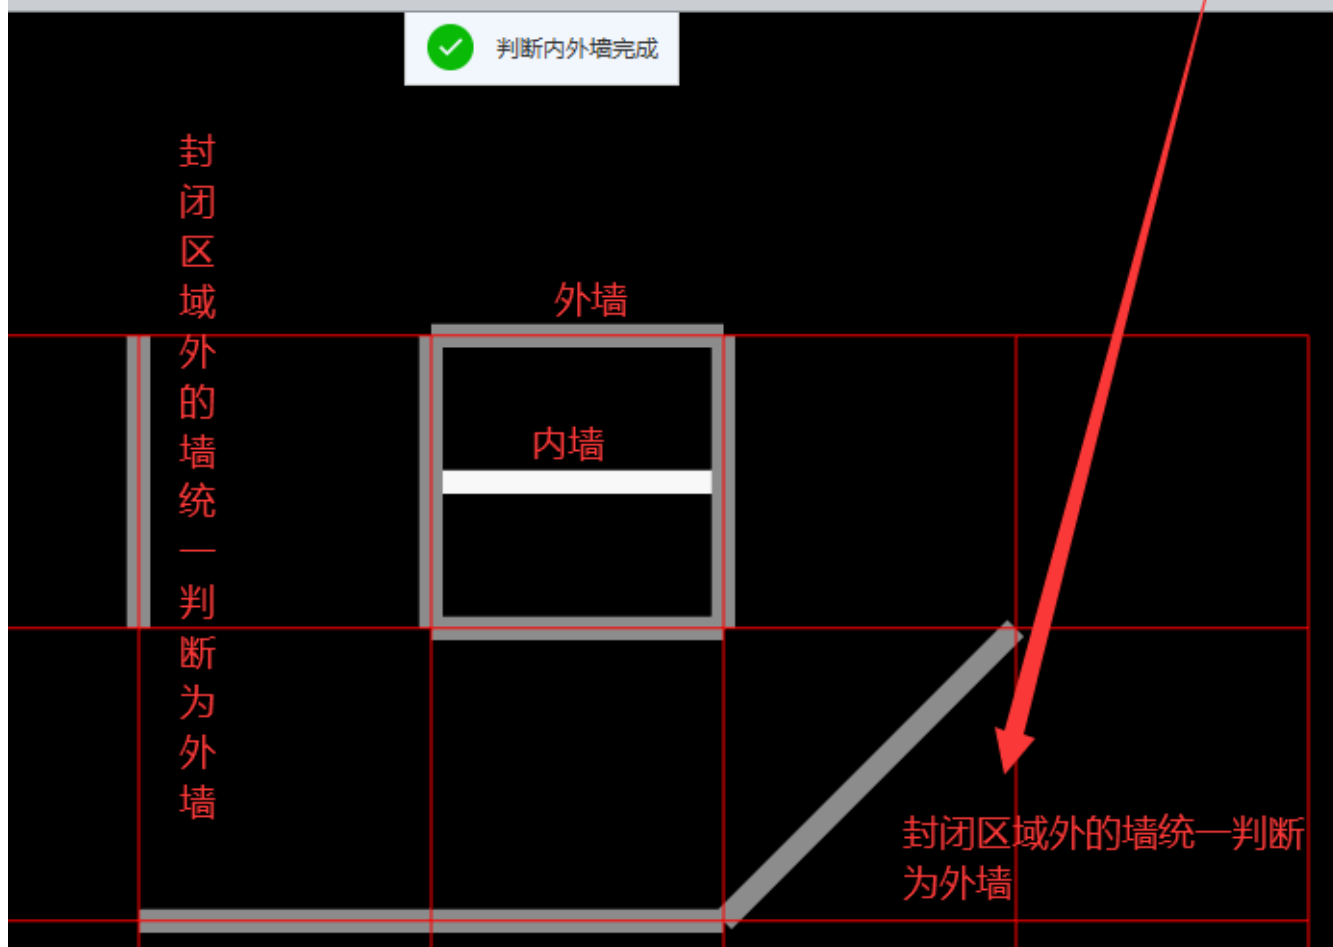 判断内外墙完成
封闭区域外的墙统一判断为外墙
外墙
内墙
封闭区域外的墙统一判断
为外墙